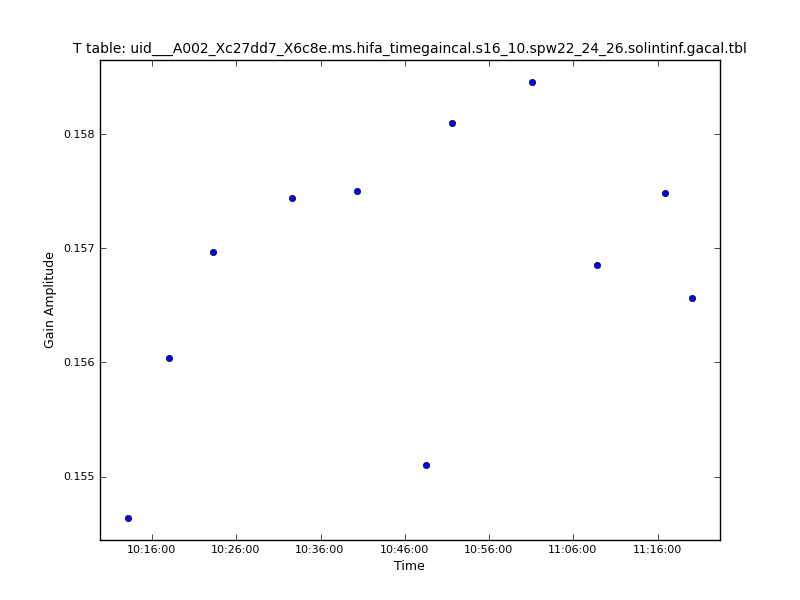 T table: uid___A002_Xc27dd7_X6c8e.ms.hifa_timegaincal.s16_10.spw22_24_26.solintinf.gacal.tbl
0.158
0.157
0.156
0.155
Gain Amplitude
10:16:00 10:26:00 10:36:00 10:46:00 10:56:00 11:06:00 11:16:00
Time